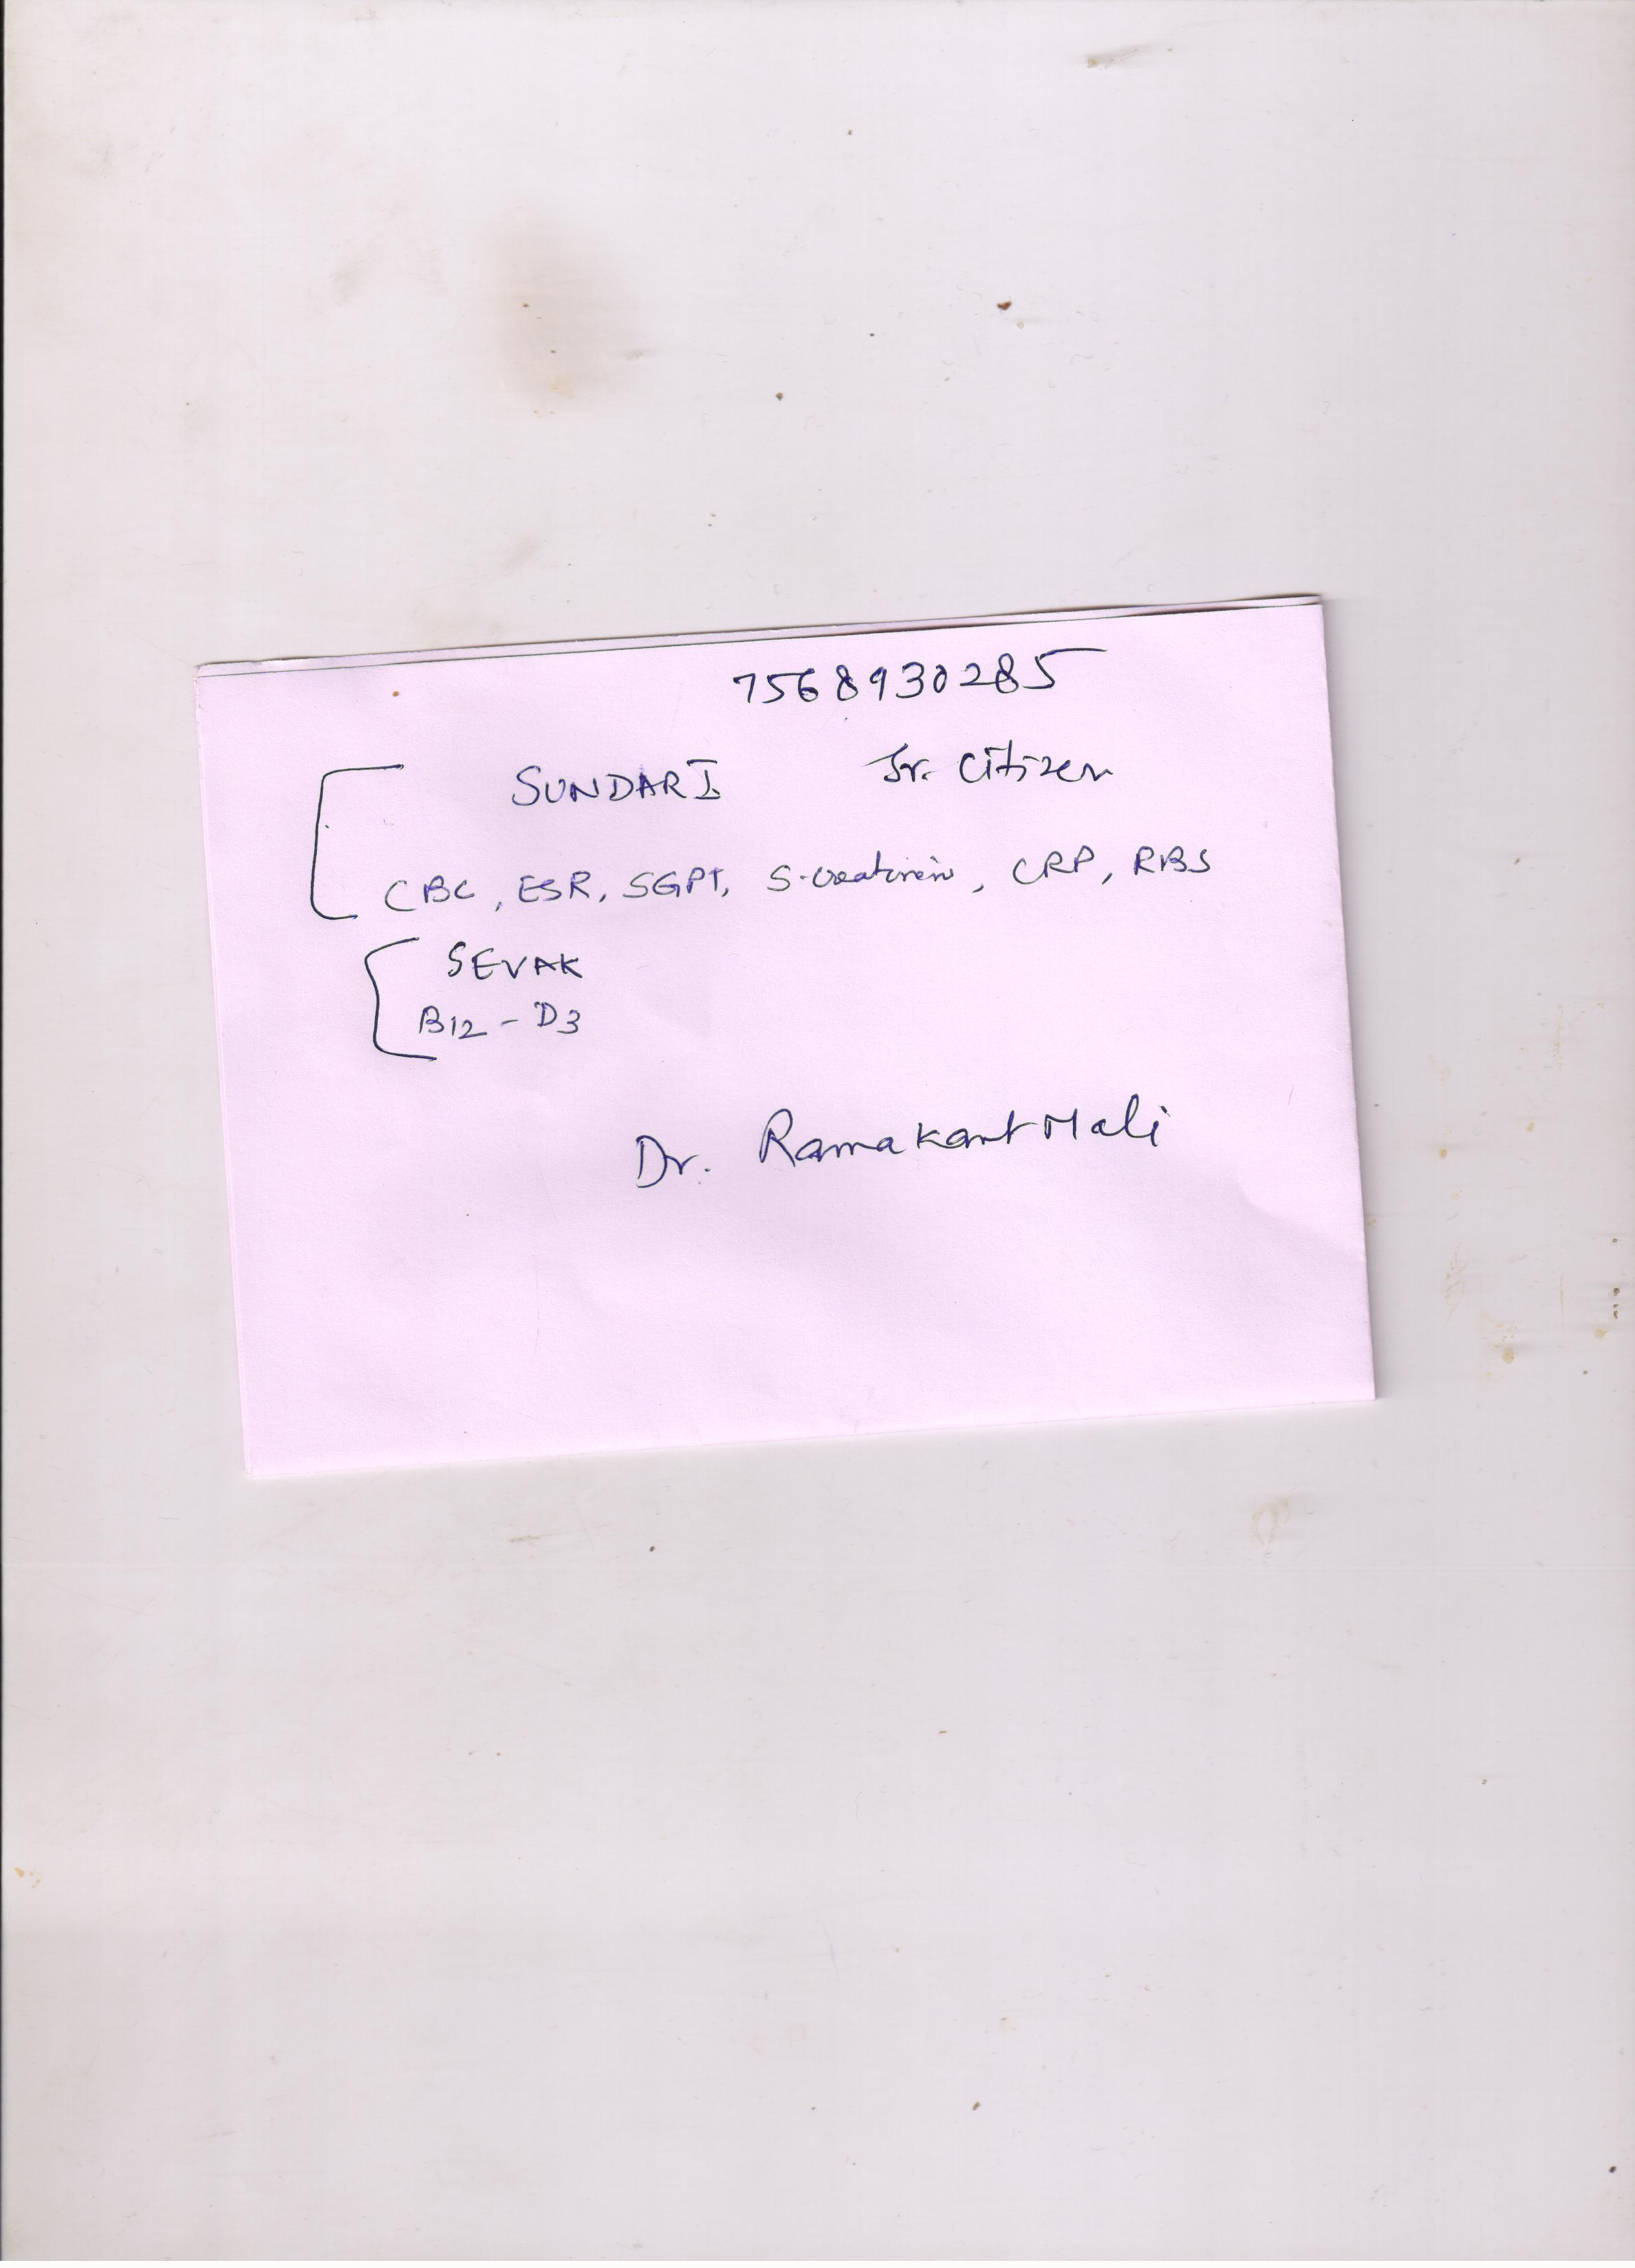 7568930285
SUNDARI Sr. Citizen
CBC, ESR, SGPT, S.creatinin, CRP, RBS
SEVAK
B12 - D3
Dr. Ramakant Mali